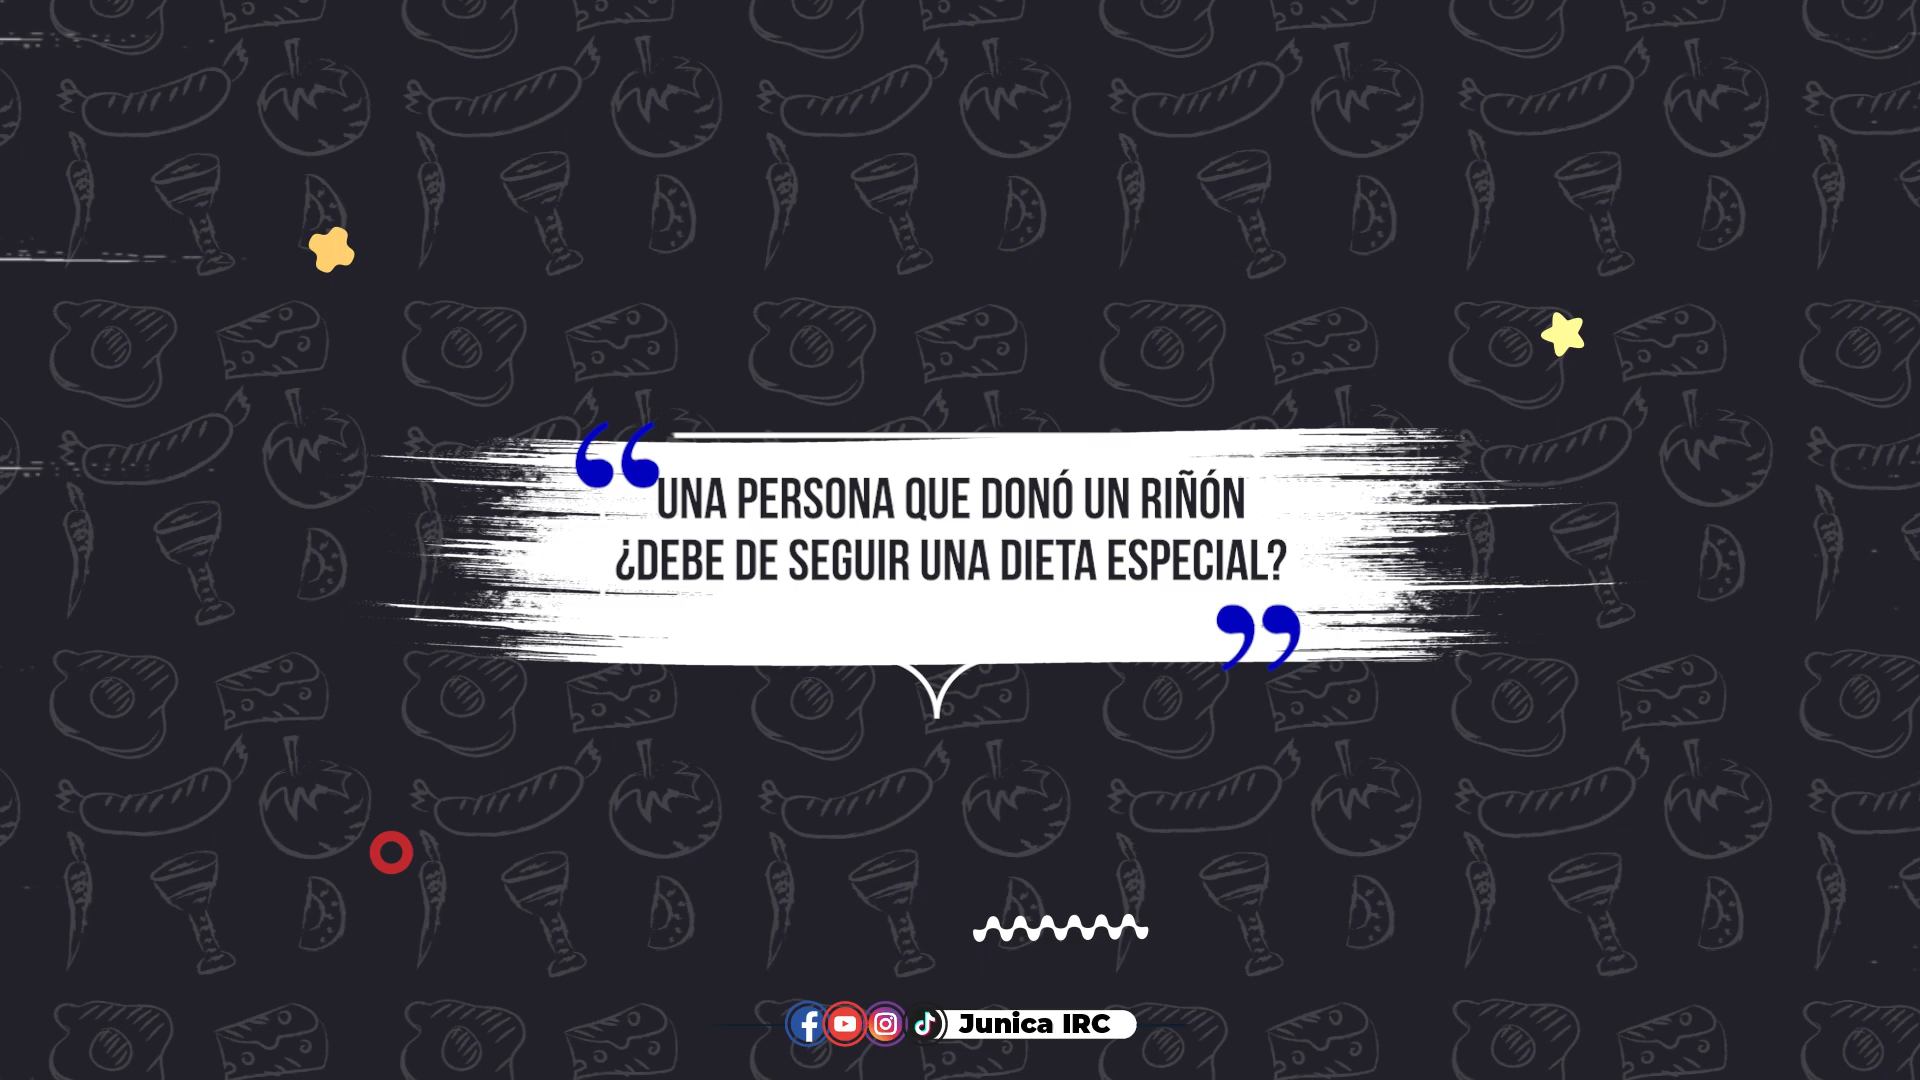 “UNA PERSONA QUE DONÓ UN RIÑÓN
¿DEBE DE SEGUIR UNA DIETA ESPECIAL?”
Junica IRC